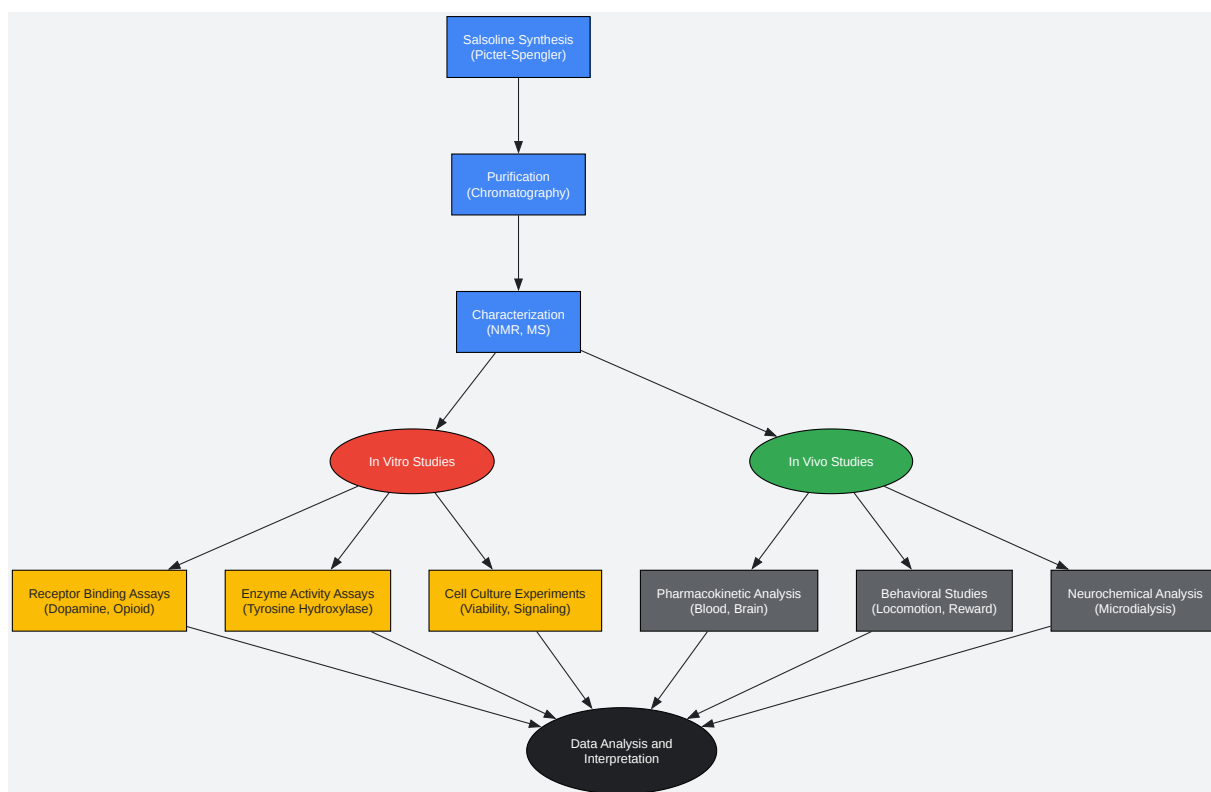 Salsoline Synthesis
(Pictet-Spengler)
Purification
(Chromatography)
Characterization
(NMR, MS)
In Vitro Studies
In Vivo Studies
Receptor Binding Assays
(Dopamine, Opioid)
Enzyme Activity Assays
(Tyrosine Hydroxylase)
Cell Culture Experiments
(Viability, Signaling)
Pharmacokinetic Analysis
(Blood, Brain)
Behavioral Studies
(Locomotion, Reward)
Neurochemical Analysis
(Microdialysis)
Data Analysis and
Interpretation